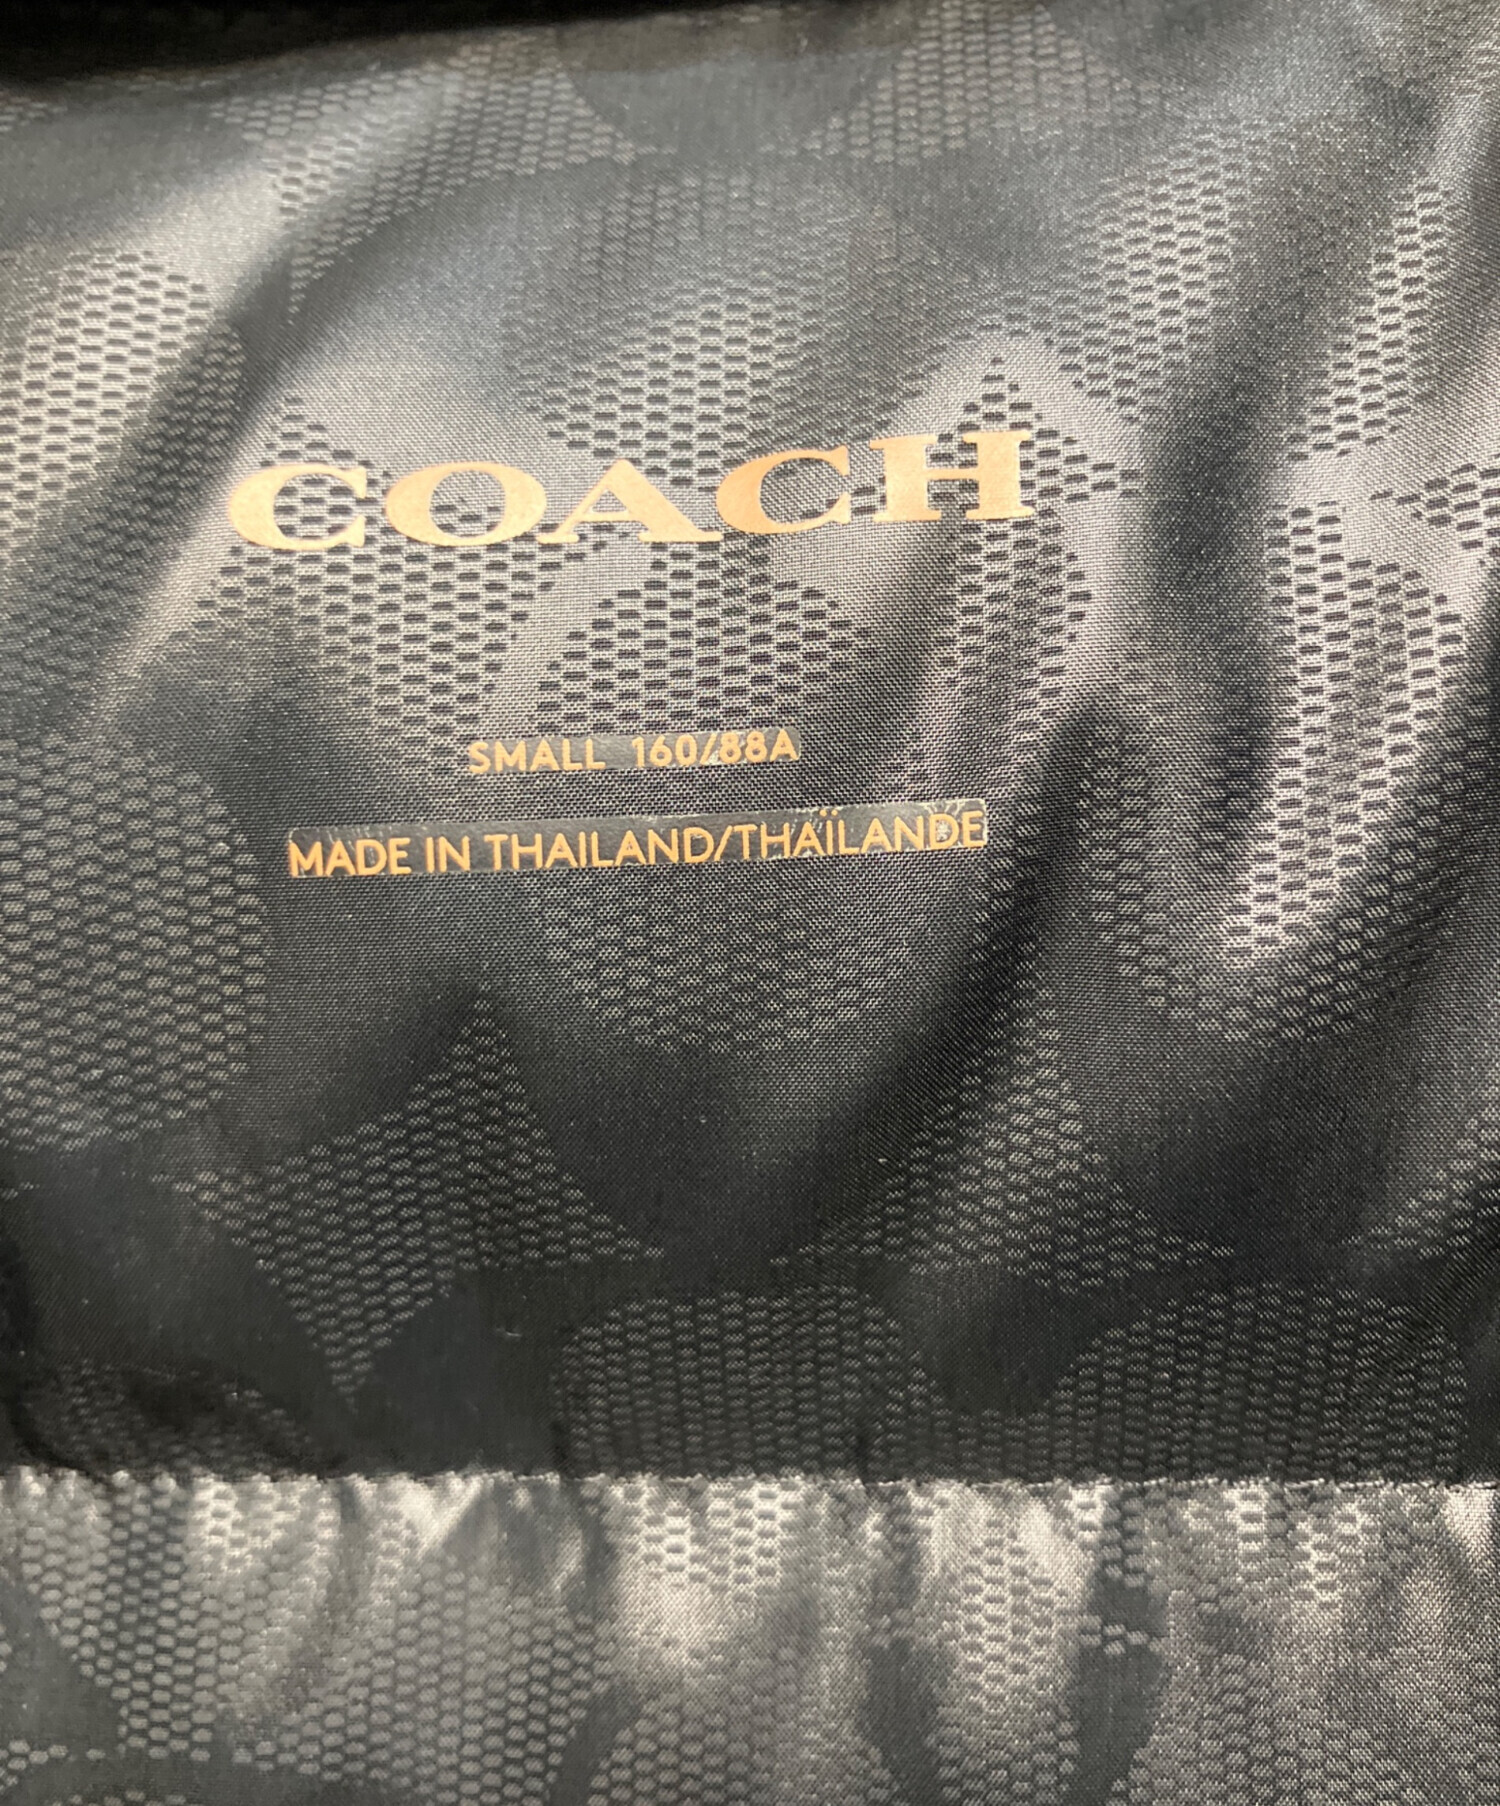 COACH
SMALL 160/88A
MADE IN THAILAND/THAÏLANDE